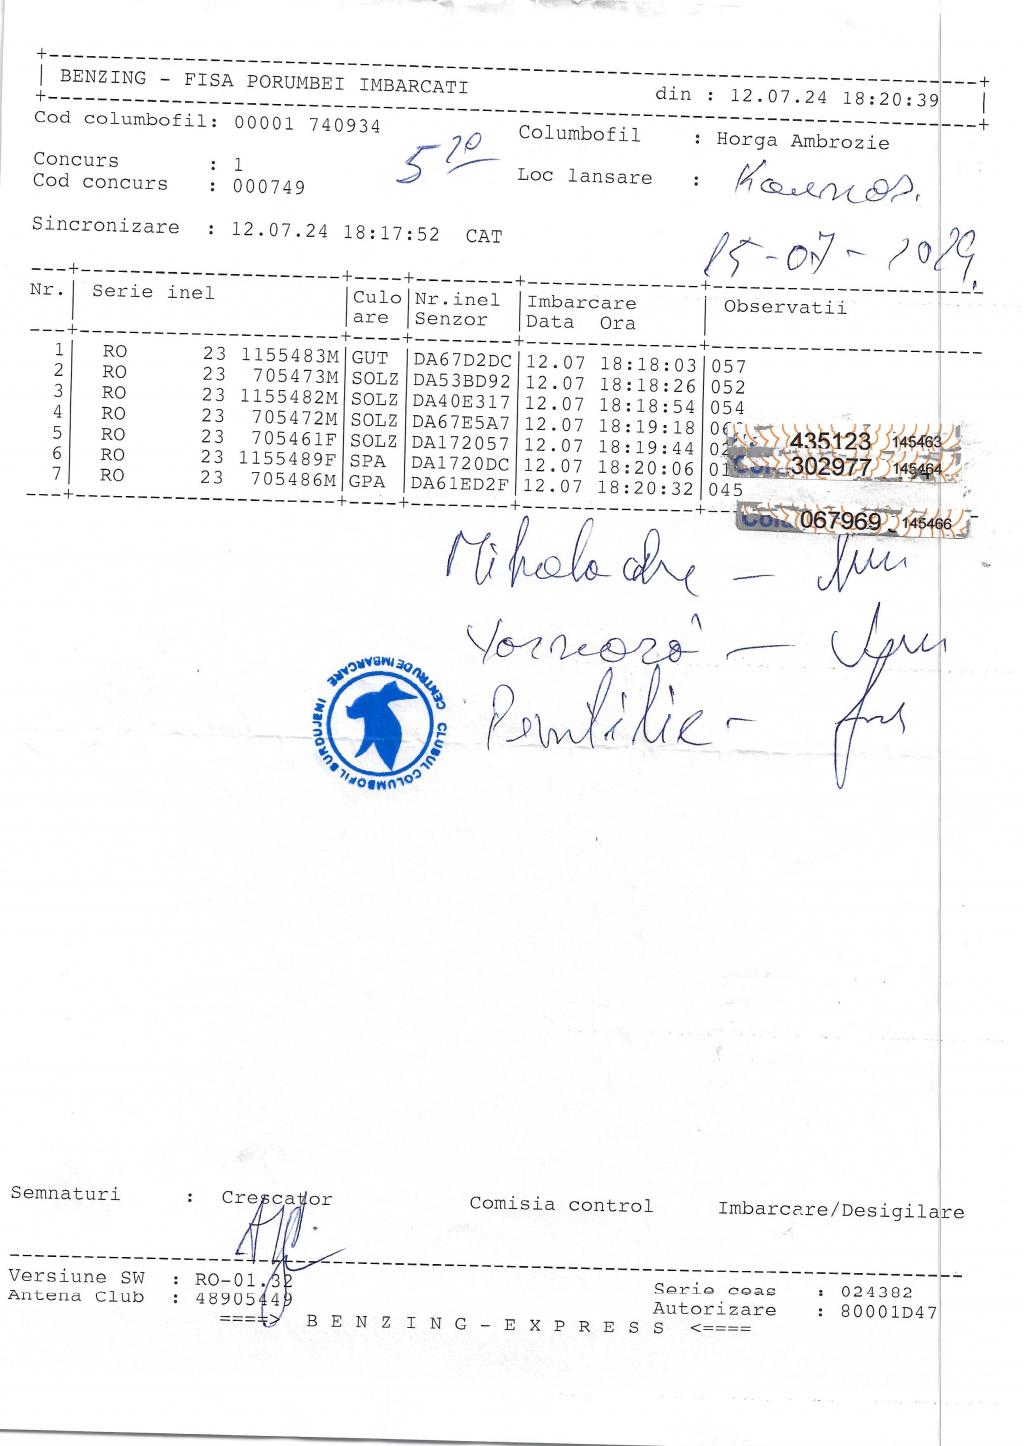 BENZING - FISA PORUMBEI IMBARCATI din : 12.07.24 18:20:39
Cod columbofil: 00001 740934 Columbofil : Horga Ambrozie
5 20
Concurs : 1 Loc lansare :
Cod concurs : 000749
Sincronizare : 12.07.24 18:17:52 CAT
15-07-2024
Nr. Serie inel Culo Nr.inel Imbarcare Observatii
are Senzor Data Ora
1 RO 23 1155483M GUT DA67D2DC 12.07 18:18:03 057
2 RO 23 705473M SOLZ DA53BD92 12.07 18:18:26 052
3 RO 23 1155482M SOLZ DA40E317 12.07 18:18:54 054
4 RO 23 705472M SOLZ DA67E5A7 12.07 18:19:18
5 RO 23 705461F SOLZ DA172057 12.07 18:19:44
6 RO 23 1155489F SPA DA1720DC 12.07 18:20:06
7 RO 23 705486M GPA DA61ED2F 12.07 18:20:32 045
435123 145463
302977 145464
067969 145466
CLUBUL COLUMBOFIL BURDUJENI
CENTRU DE IMBARCARE
Semnaturi : Crescator Comisia control Imbarcare/Desigilare
Versiune SW : RO-01.32 Serie ceas : 024382
Antena Club : 48905449 Autorizare : 80001D47
====> B E N Z I N G - E X P R E S S <====